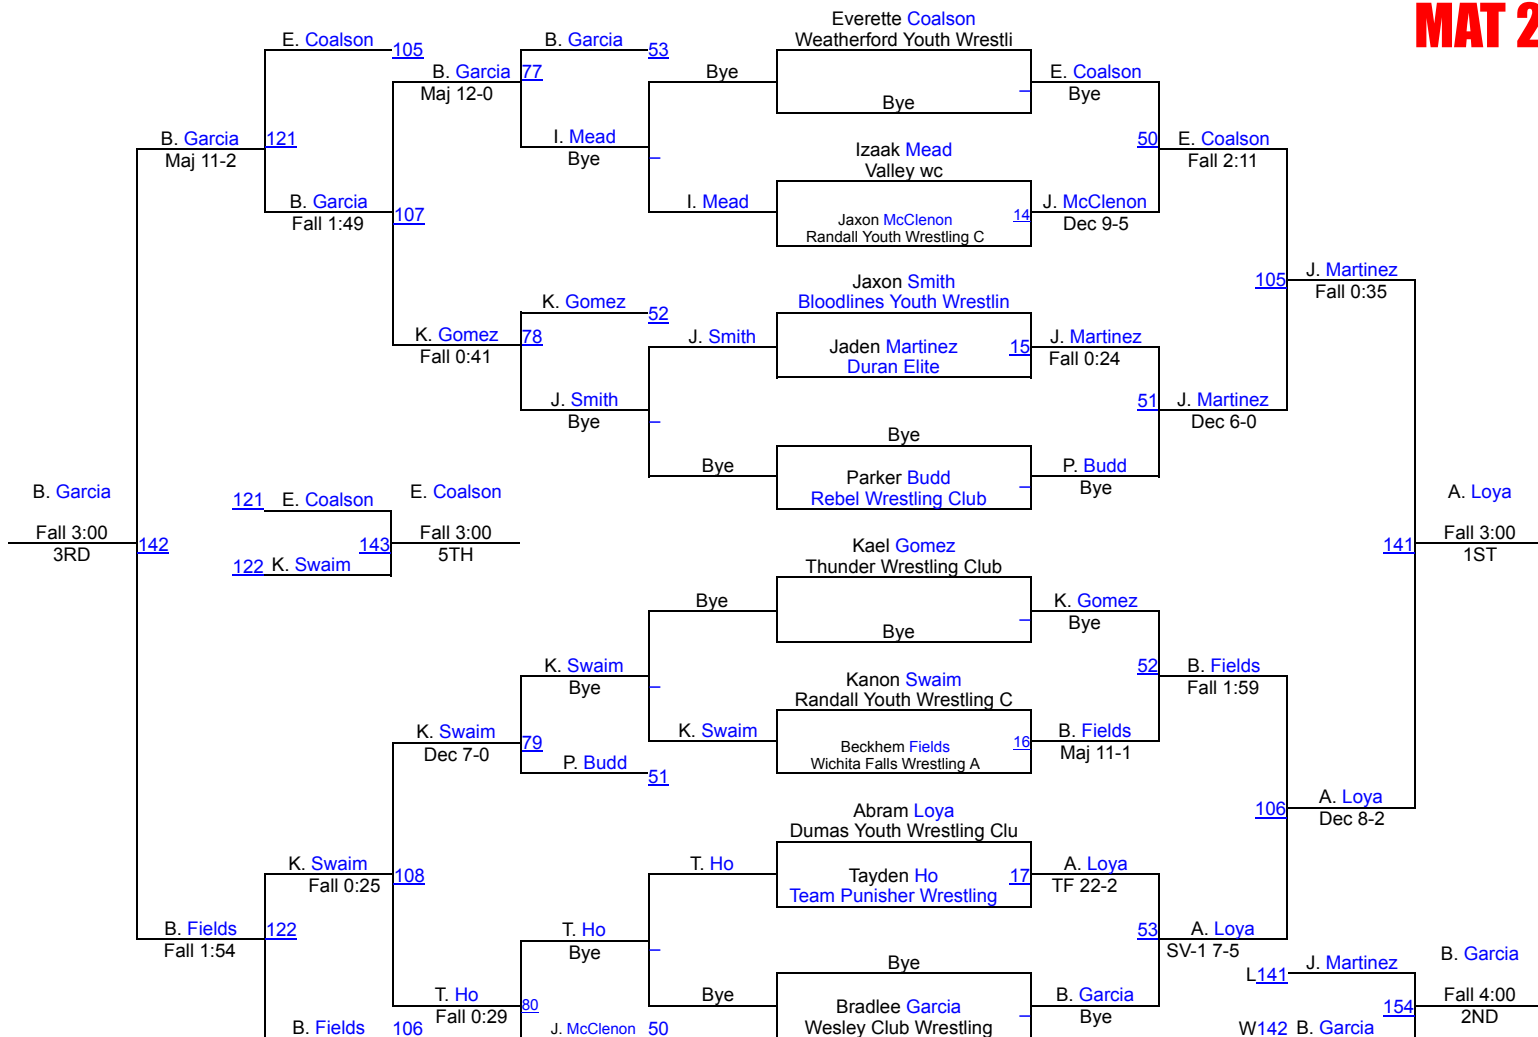 MAT 2
Everette Coalson
Weatherford Youth Wrestli
E. Coalson
105
B. Garcia
53
B. Garcia
77
Maj 12-0
Bye
E. Coalson
Bye
Bye
B. Garcia
121
Maj 11-2
I. Mead
Bye
Izaak Mead
Valley wc
50
E. Coalson
Fall 2:11
B. Garcia
Fall 1:49
107
I. Mead
Jaxon McClenon
14
Randall Youth Wrestling C
J. McClenon
Dec 9-5
Jaxon Smith
Bloodlines Youth Wrestlin
105
J. Martinez
Fall 0:35
K. Gomez
52
K. Gomez
78
Fall 0:41
J. Smith
Jaden Martinez
15
Duran Elite
J. Martinez
Fall 0:24
J. Smith
Bye
51
J. Martinez
Dec 6-0
Bye
Bye
Parker Budd
Rebel Wrestling Club
P. Budd
Bye
B. Garcia
Fall 3:00
3RD
142
121
E. Coalson
E. Coalson
143
Fall 3:00
5TH
122
K. Swaim
A. Loya
141
Fall 3:00
1ST
Kael Gomez
Thunder Wrestling Club
Bye
K. Gomez
Bye
Bye
K. Swaim
Bye
Kanon Swaim
Randall Youth Wrestling C
52
B. Fields
Fall 1:59
K. Swaim
79
Dec 7-0
K. Swaim
Beckhem Fields
16
Wichita Falls Wrestling A
B. Fields
Maj 11-1
P. Budd
51
Abram Loya
Dumas Youth Wrestling Clu
106
A. Loya
Dec 8-2
K. Swaim
Fall 0:25
108
T. Ho
Tayden Ho
17
Team Punisher Wrestling
A. Loya
TF 22-2
B. Fields
122
Fall 1:54
T. Ho
Bye
53
A. Loya
SV-1 7-5
Bye
L141
J. Martinez
B. Garcia
T. Ho
80
Fall 0:29
Bye
Bradlee Garcia
Wesley Club Wrestling
B. Garcia
Bye
154
Fall 4:00
2ND
B. Fields
106
J. McClenon
50
W142 B. Garcia